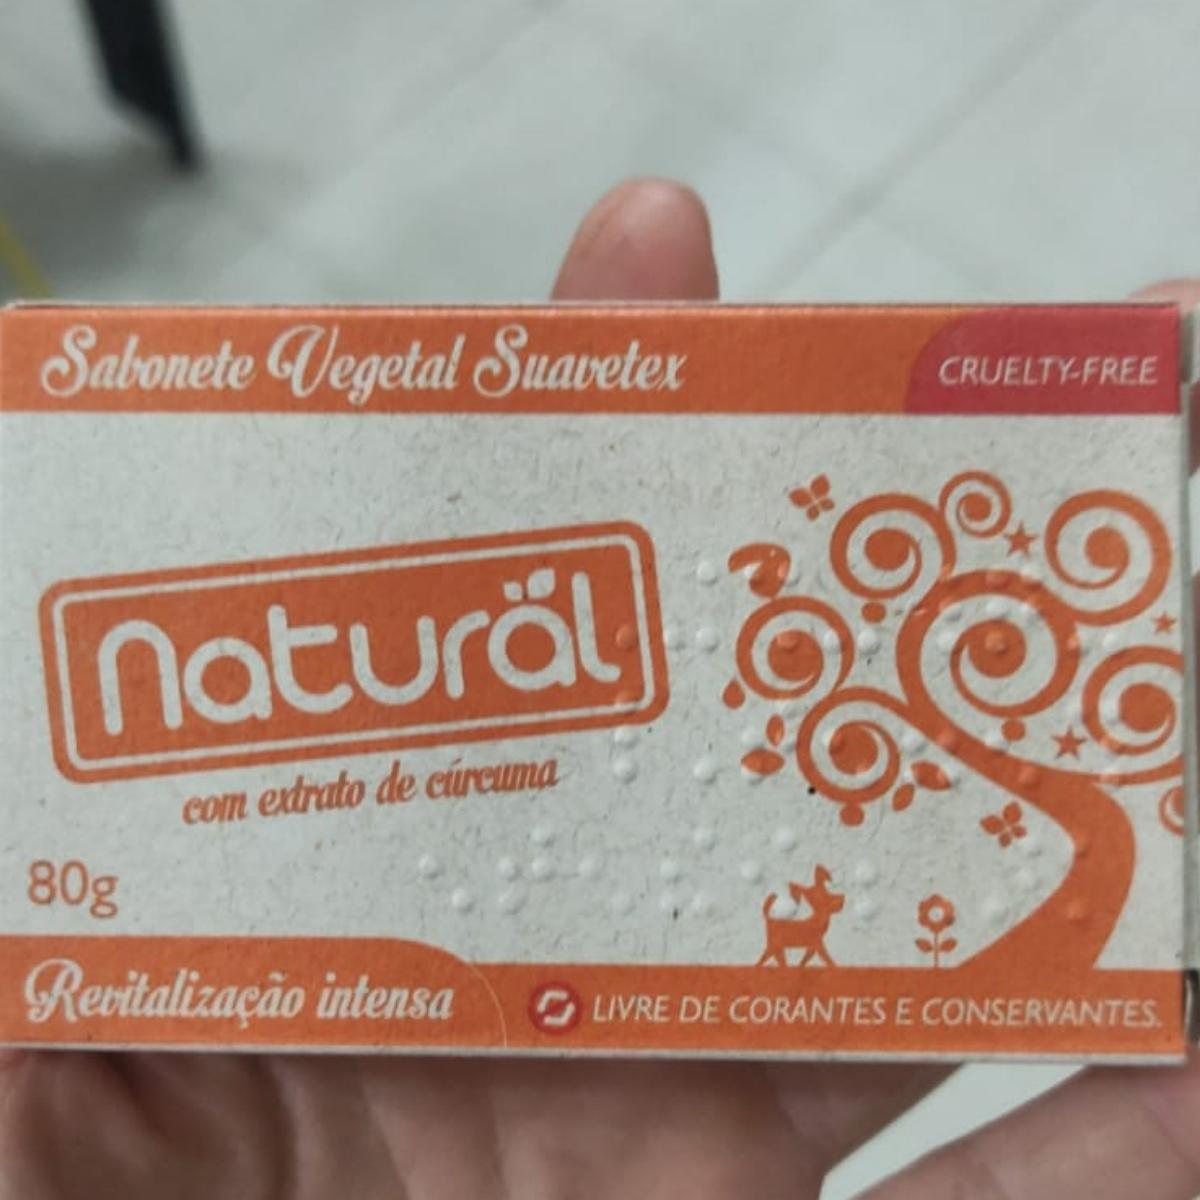 Sabonete Vegetal Suavetex
CRUELTY-FREE
naturäl
com extrato de cúrcuma
80g
Revitalização intensa
LIVRE DE CORANTES E CONSERVANTES.